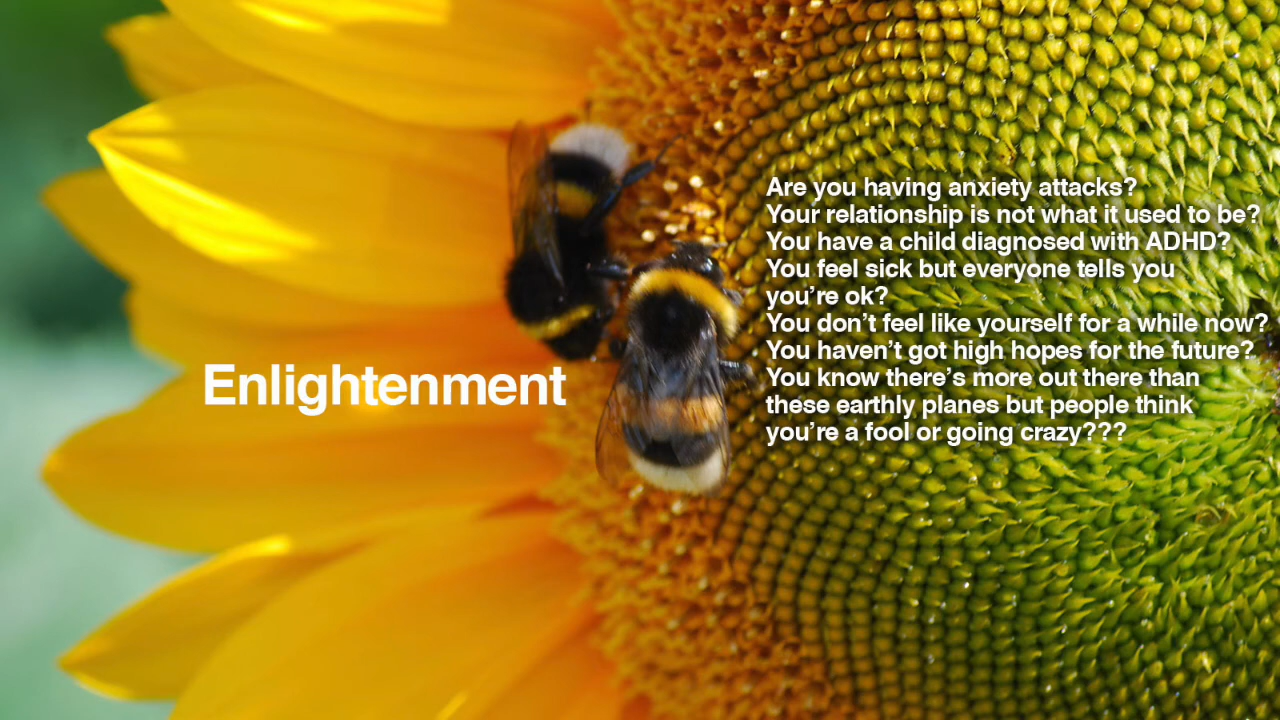 Enlightenment
Are you having anxiety attacks?
Your relationship is not what it used to be?
You have a child diagnosed with ADHD?
You feel sick but everyone tells you
you’re ok?
You don’t feel like yourself for a while now?
You haven’t got high hopes for the future?
You know there’s more out there than
these earthly planes but people think
you’re a fool or going crazy???